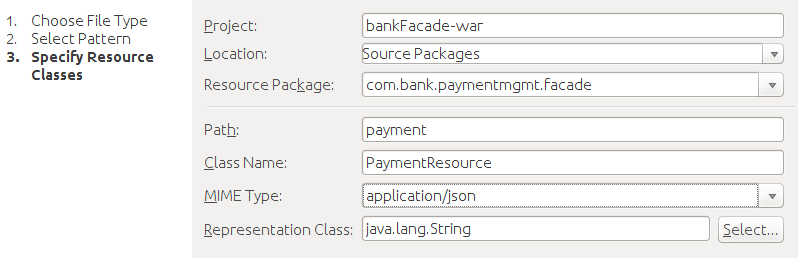 1. Choose File Type
2. Select Pattern
3. Specify Resource
Classes
Project: bankFacade-war
Location: Source Packages
Resource Package: com.bank.paymentmgmt.facade
Path: payment
Class Name: PaymentResource
MIME Type: application/json
Representation Class: java.lang.String Select...